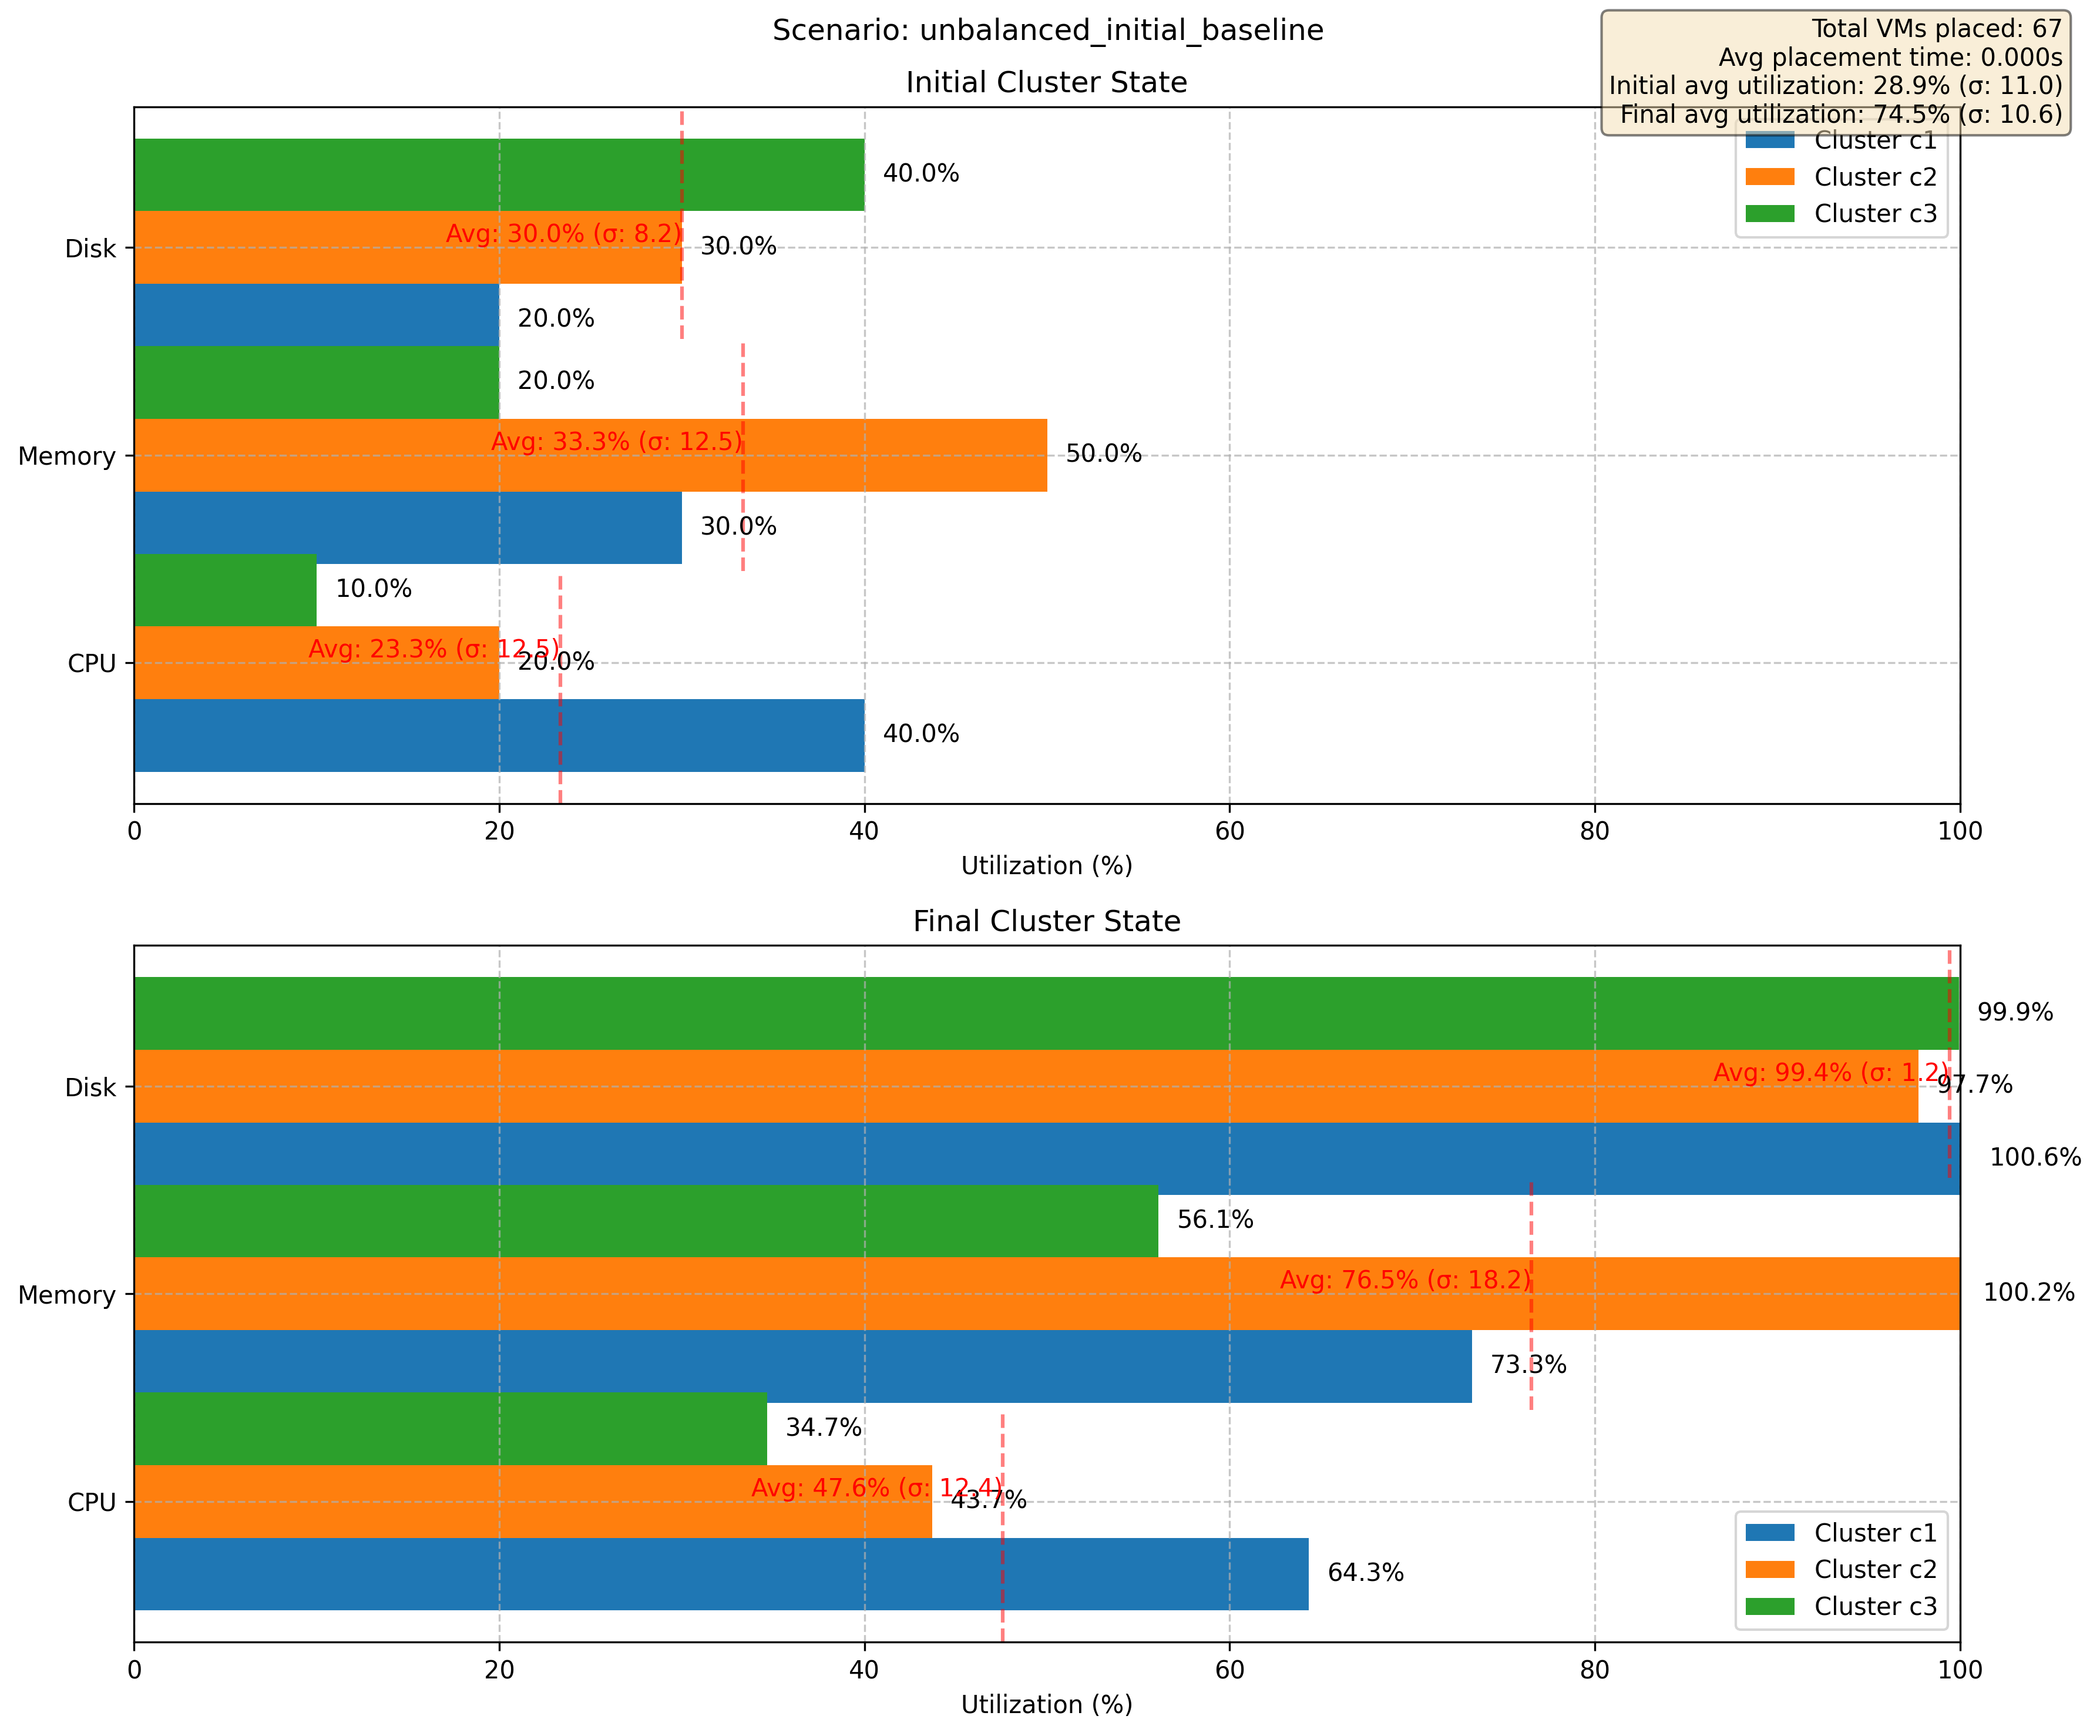 Scenario: unbalanced_initial_baseline
Total VMs placed: 67
Avg placement time: 0.000s
Initial avg utilization: 28.9% (σ: 11.0)
Final avg utilization: 74.5% (σ: 10.6)
Initial Cluster State
Cluster c1
Cluster c2
Cluster c3
40.0%
Disk
Avg: 30.0% (σ: 8.2)
30.0%
20.0%
20.0%
Memory
Avg: 33.3% (σ: 12.5)
50.0%
30.0%
10.0%
CPU
Avg: 23.3% (σ: 12.5)
20.0%
40.0%
0 20 40 60 80 100
Utilization (%)
Final Cluster State
99.9%
Disk
Avg: 99.4% (σ: 1.2)
97.7%
100.6%
56.1%
Memory
Avg: 76.5% (σ: 18.2)
100.2%
73.3%
34.7%
CPU
Avg: 47.6% (σ: 12.4)
43.7%
64.3%
Cluster c1
Cluster c2
Cluster c3
0 20 40 60 80 100
Utilization (%)